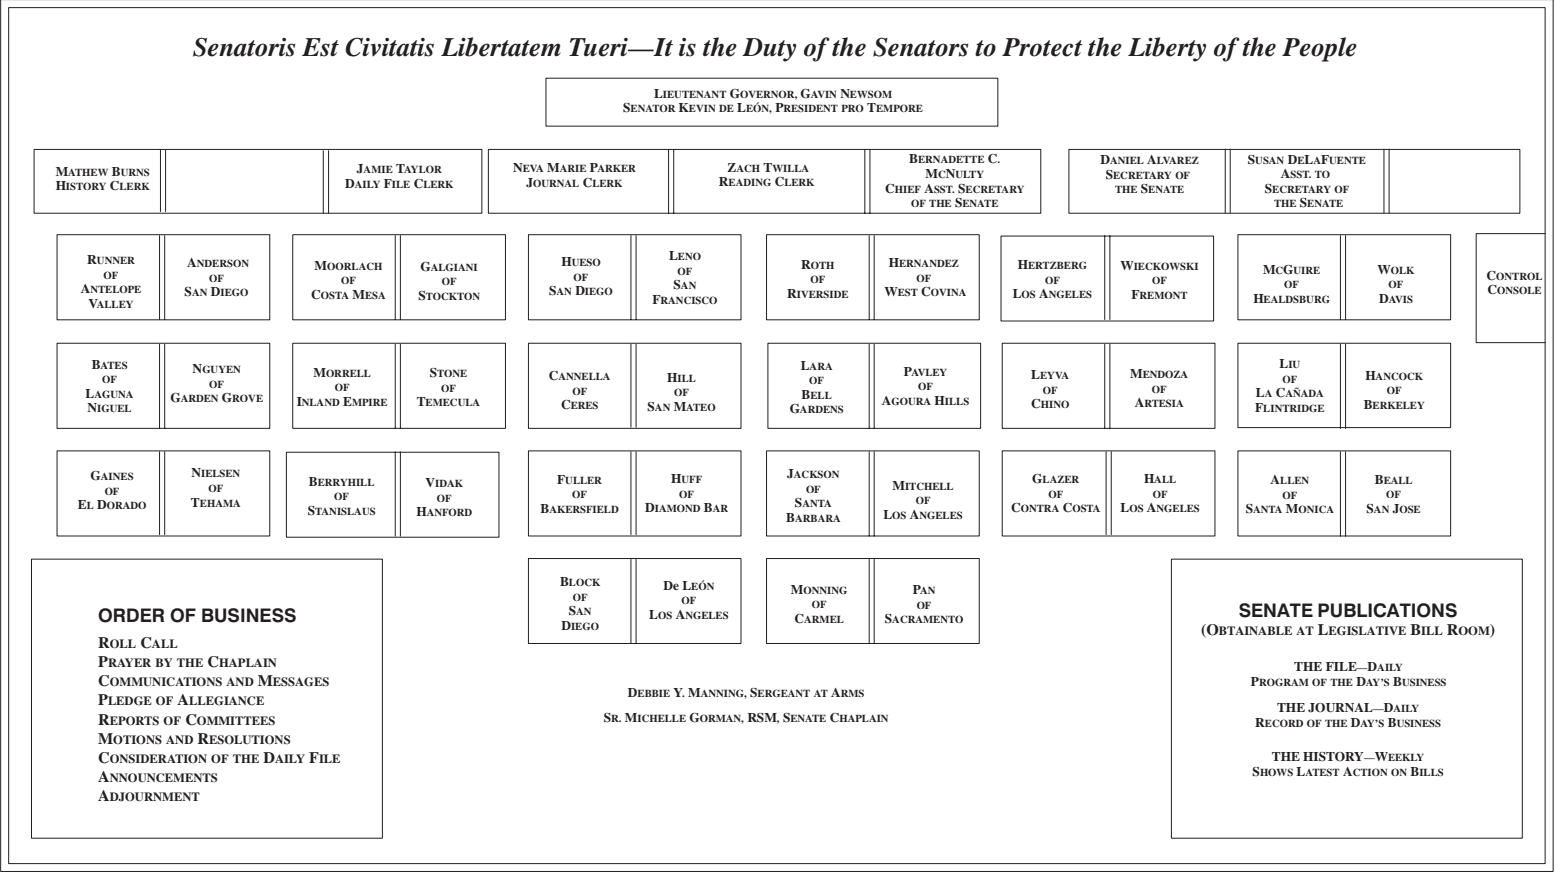 Senatoris Est Civitatis Libertatem Tueri—It is the Duty of the Senators to Protect the Liberty of the People
Lieutenant Governor, Gavin Newsom
Senator Kevin de León, President pro Tempore
Mathew Burns
History Clerk
Jamie Taylor
Daily File Clerk
Neva Marie Parker
Journal Clerk
Zach Twilla
Reading Clerk
Bernadette C.
McNulty
Chief Asst. Secretary
of the Senate
Daniel Alvarez
Secretary of
the Senate
Susan DeLaFuente
Asst. to
Secretary of
the Senate
Runner
of
Antelope
Valley
Anderson
of
San Diego
Moorlach
of
Costa Mesa
Galgiani
of
Stockton
Hueso
of
San Diego
Leno
of
San
Francisco
Roth
of
Riverside
Hernandez
of
West Covina
Hertzberg
of
Los Angeles
Wieckowski
of
Fremont
McGuire
of
Healdsburg
Wolk
of
Davis
Control
Console
Bates
of
Laguna
Niguel
Nguyen
of
Garden Grove
Morrell
of
Inland Empire
Stone
of
Temecula
Cannella
of
Ceres
Hill
of
San Mateo
Lara
of
Bell
Gardens
Pavley
of
Agoura Hills
Leyva
of
Chino
Mendoza
of
Artesia
Liu
of
La Cañada
Flintridge
Hancock
of
Berkeley
Gaines
of
El Dorado
Nielsen
of
Tehama
Berryhill
of
Stanislaus
Vidak
of
Hanford
Fuller
of
Bakersfield
Huff
of
Diamond Bar
Jackson
of
Santa
Barbara
Mitchell
of
Los Angeles
Glazer
of
Contra Costa
Hall
of
Los Angeles
Allen
of
Santa Monica
Beall
of
San Jose
Block
of
San
Diego
De León
of
Los Angeles
Monning
of
Carmel
Pan
of
Sacramento
ORDER OF BUSINESS
Roll Call
Prayer by the Chaplain
Communications and Messages
Pledge of Allegiance
Reports of Committees
Motions and Resolutions
Consideration of the Daily File
Announcements
Adjournment
Debbie Y. Manning, Sergeant at Arms
Sr. Michelle Gorman, RSM, Senate Chaplain
SENATE PUBLICATIONS
(Obtainable at Legislative Bill Room)
THE FILE—Daily
Program of the Day's Business
THE JOURNAL—Daily
Record of the Day's Business
THE HISTORY—Weekly
Shows Latest Action on Bills